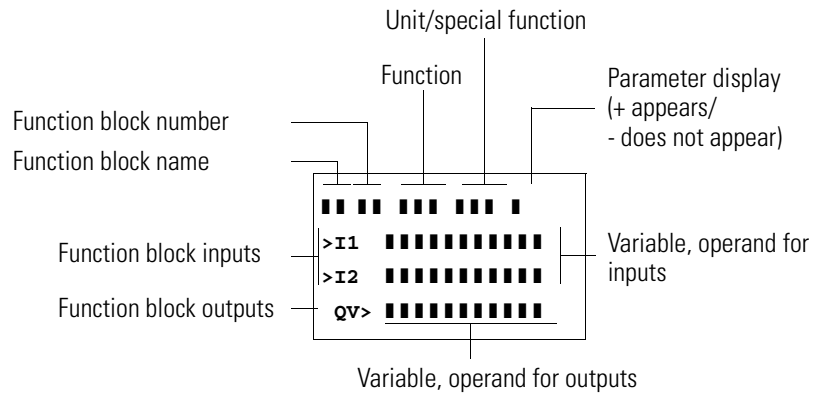 Unit/special function
Function
Parameter display
(+ appears/
- does not appear)
Function block number
Function block name
Function block inputs
>I1
>I2
Variable, operand for
inputs
Function block outputs
QV>
Variable, operand for outputs